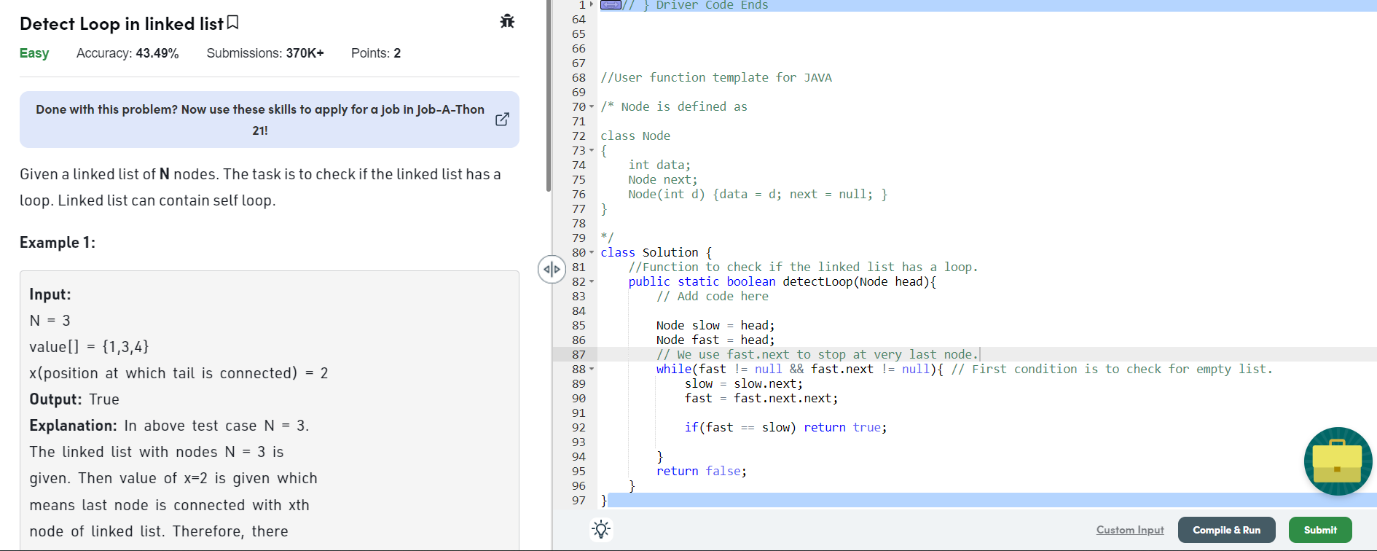 Detect Loop in linked list
Easy Accuracy: 43.49% Submissions: 370K+ Points: 2
Done with this problem? Now use these skills to apply for a job in Job-A-Thon
21!
Given a linked list of N nodes. The task is to check if the linked list has a
loop. Linked list can contain self loop.
Example 1:
Input:
N = 3
value[] = {1,3,4}
x(position at which tail is connected) = 2
Output: True
Explanation: In above test case N = 3.
The linked list with nodes N = 3 is
given. Then value of x=2 is given which
means last node is connected with xth
node of linked list. Therefore, there
1 // } Driver Code Ends
64
65
66
67
68 //User function template for JAVA
69
70 /* Node is defined as
71
72 class Node
73 {
74 int data;
75 Node next;
76 Node(int d) {data = d; next = null; }
77 }
78
79 */
80 class Solution {
81 //Function to check if the linked list has a loop.
82 public static boolean detectLoop(Node head){
83 // Add code here
84
85 Node slow = head;
86 Node fast = head;
87 // We use fast.next to stop at very last node.
88 while(fast != null && fast.next != null){ // First condition is to check for empty list.
89 slow = slow.next;
90 fast = fast.next.next;
91
92 if(fast == slow) return true;
93
94 }
95 return false;
96 }
97 }
Custom Input Compile & Run Submit